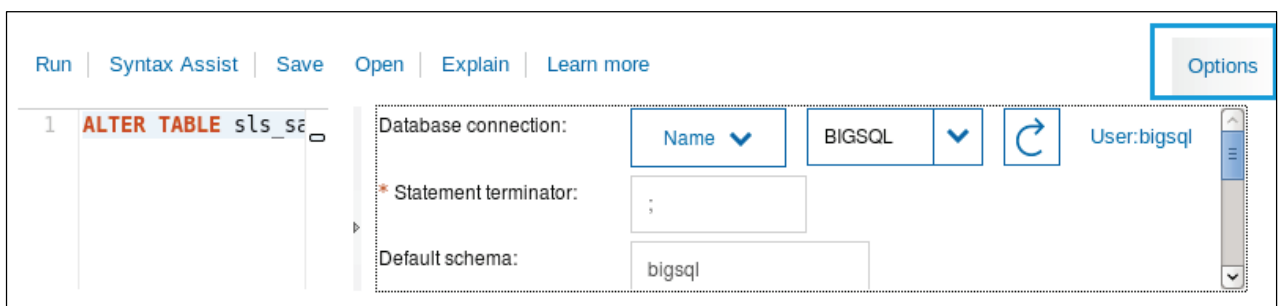 Run Syntax Assist Save Open Explain Learn more Options
1 ALTER TABLE sls_sa
Database connection: Name BIGSQL User:bigsql
* Statement terminator: ;
Default schema: bigsql